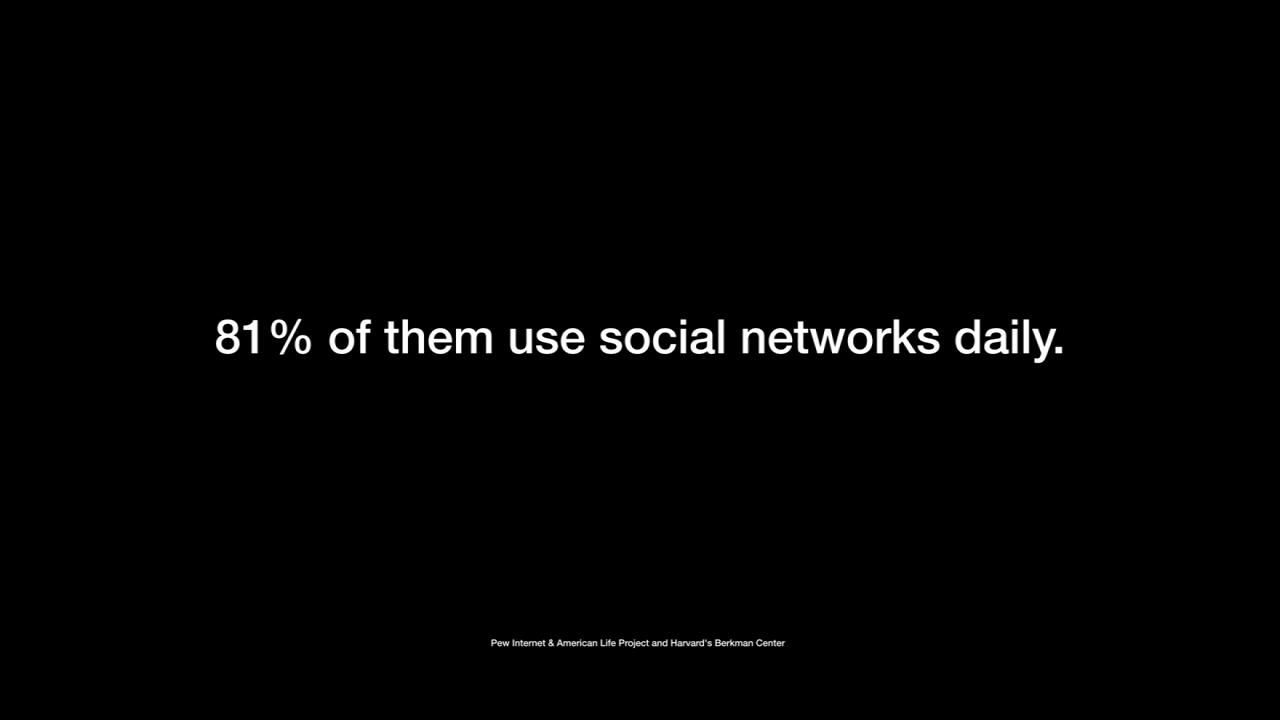 81% of them use social networks daily.
Pew Internet & American Life Project and Harvard's Berkman Center